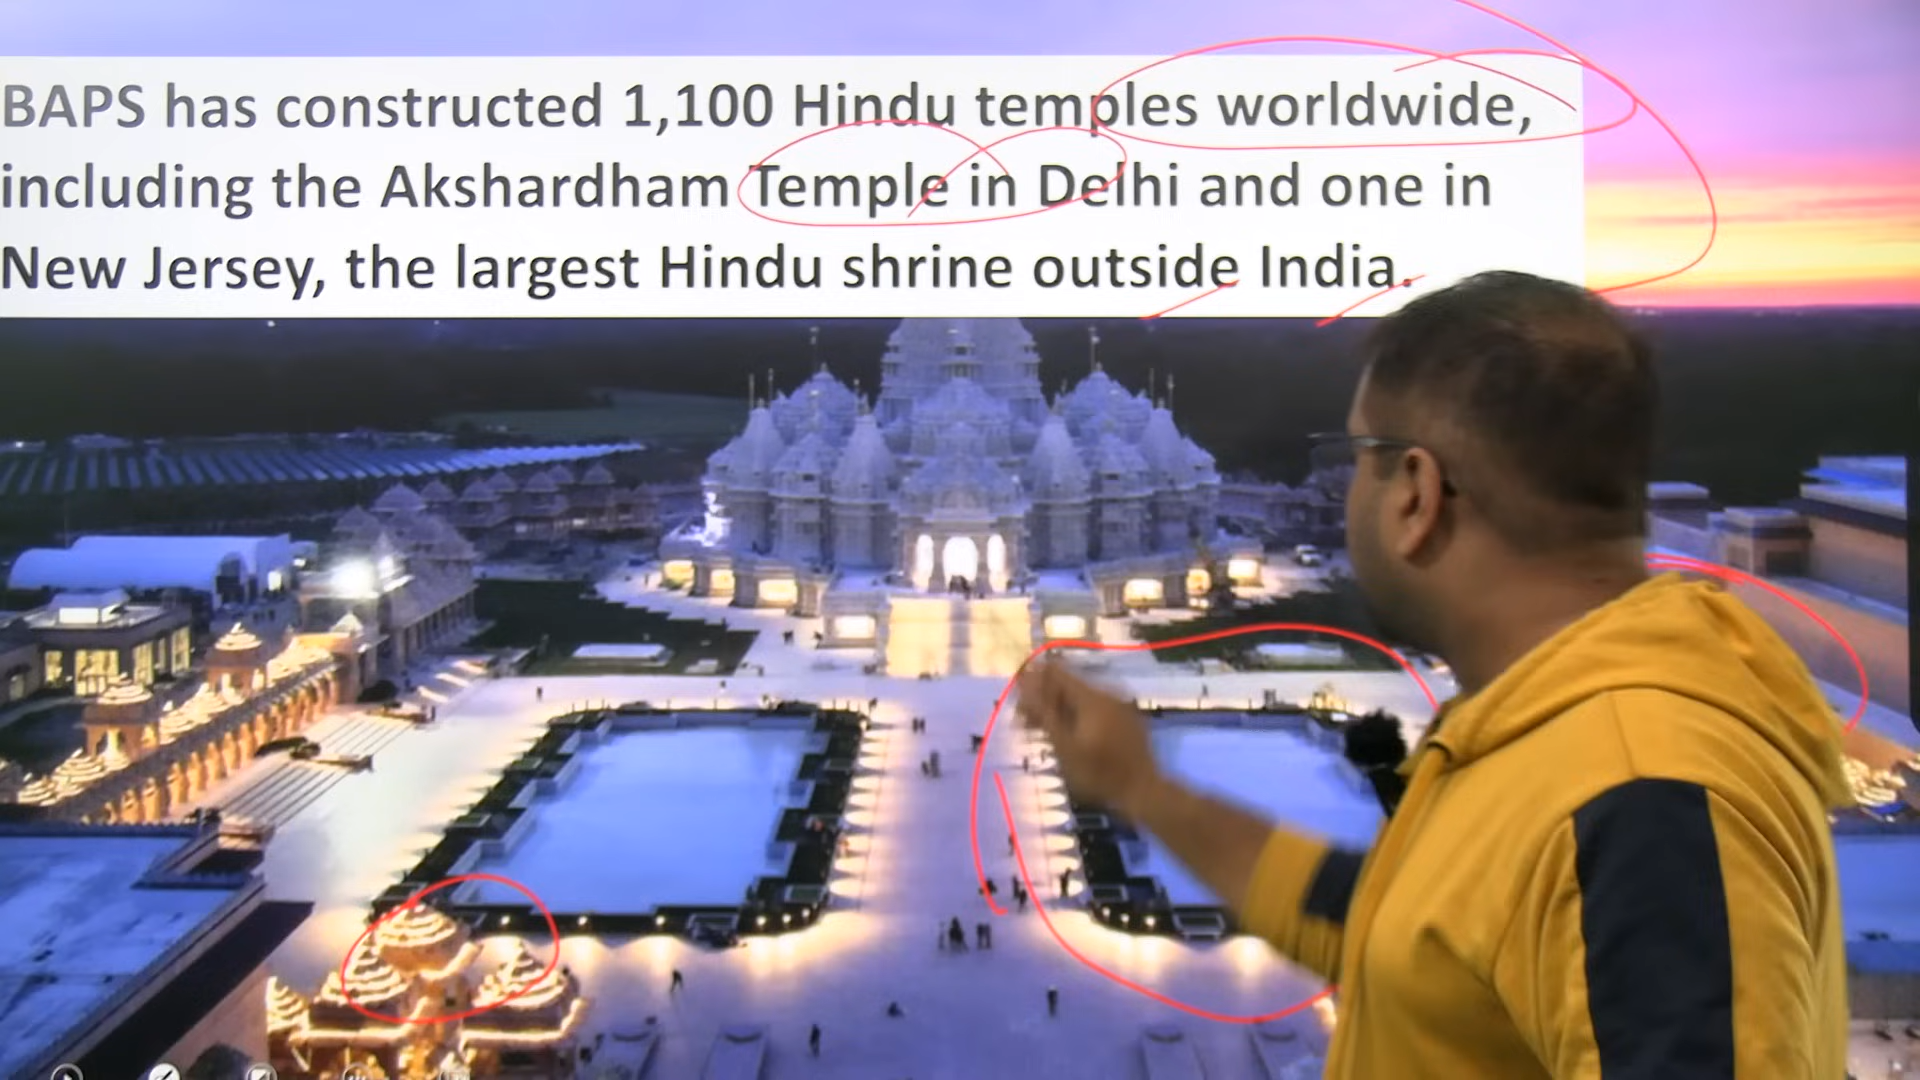 BAPS has constructed 1,100 Hindu temples worldwide,
including the Akshardham Temple in Delhi and one in
New Jersey, the largest Hindu shrine outside India.